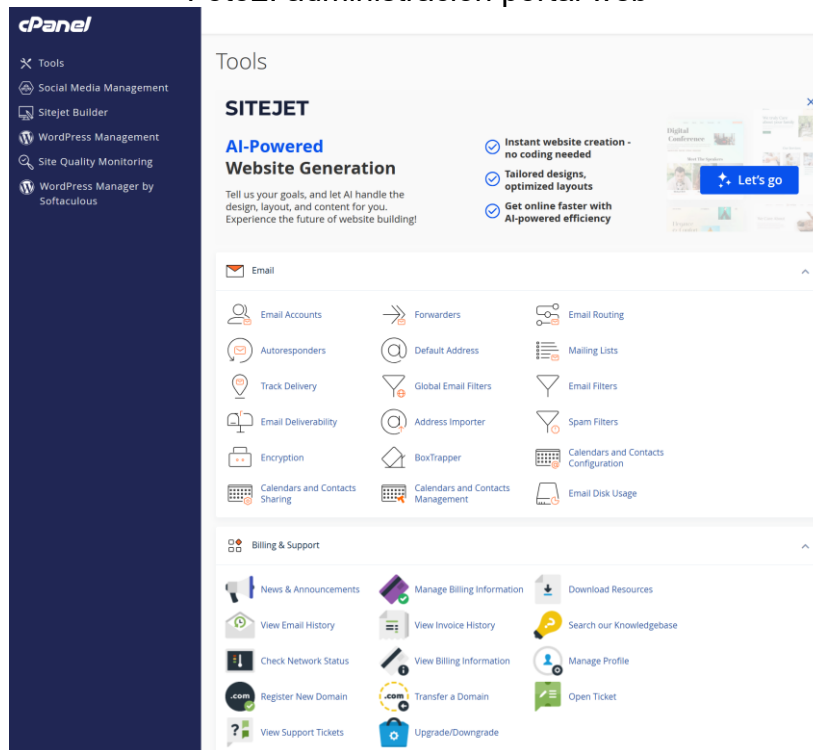 administración portal web
cPanel
Tools
Social Media Management
Sitejet Builder
WordPress Management
Site Quality Monitoring
WordPress Manager by
Softaculous
Tools
SITEJET
AI-Powered
Website Generation
Tell us your goals, and let AI handle the
design, layout, and content for you.
Experience the future of website building!
Instant website creation -
no coding needed
Tailored designs,
optimized layouts
Get online faster with
AI-powered efficiency
Digital
Conference
Let's go
Email
Email Accounts
Forwarders
Email Routing
Autoresponders
Default Address
Mailing Lists
Track Delivery
Global Email Filters
Email Filters
Email Deliverability
Address Importer
Spam Filters
Encryption
BoxTrapper
Calendars and Contacts
Configuration
Calendars and Contacts
Sharing
Calendars and Contacts
Management
Email Disk Usage
Billing & Support
News & Announcements
Manage Billing Information
Download Resources
View Email History
View Invoice History
Search our Knowledgebase
Check Network Status
View Billing Information
Manage Profile
.com
Register New Domain
.com
Transfer a Domain
Open Ticket
View Support Tickets
Upgrade/Downgrade